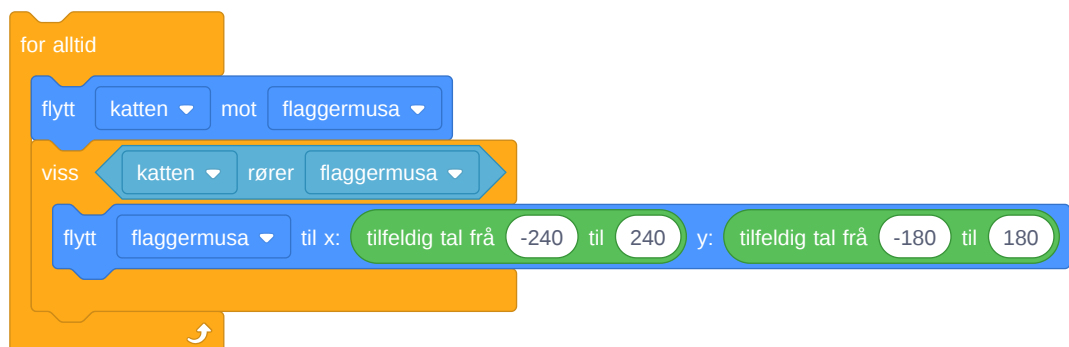 for alltid
flytt katten mot flaggermusa
viss katten rører flaggermusa
flytt flaggermusa til x: tilfeldig tal frå -240 til 240 y: tilfeldig tal frå -180 til 180